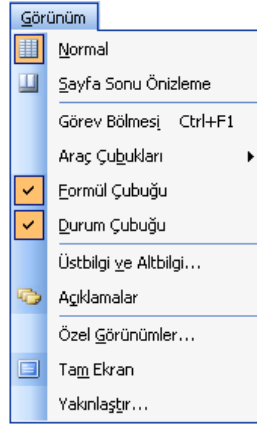 Görünüm
Normal
Sayfa Sonu Önizleme
Görev Bölmesi Ctrl+F1
Araç Çubukları
Formül Çubuğu
Durum Çubuğu
Üstbilgi ve Altbilgi...
Açıklamalar
Özel Görünümler...
Tam Ekran
Yakınlaştır...